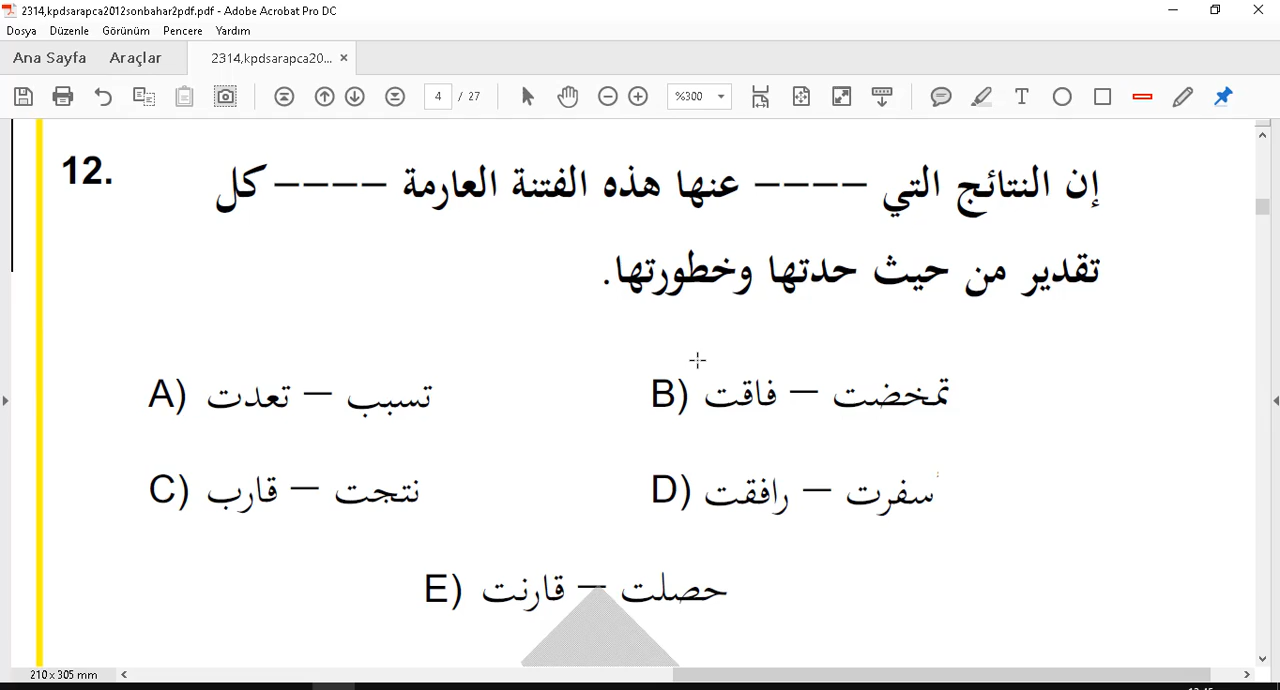 2314,kpdsarapca2012sonbahar2pdf.pdf - Adobe Acrobat Pro DC
Dosya Düzenle Görünüm Pencere Yardım
Ana Sayfa Araçlar 2314,kpdsarapca20... ×
4 / 27 %300
12. إن النتائج التي ---- عنها هذه الفتنة العارمة ---- كل
تقدير من حيث حدتها وخطورتها.
A) تسبب – تعدت
B) تمخضت – فاقت
C) نتجت – قارب
D) سفرت – رافقت
E) حصلت – قارنت
210 x 305 mm